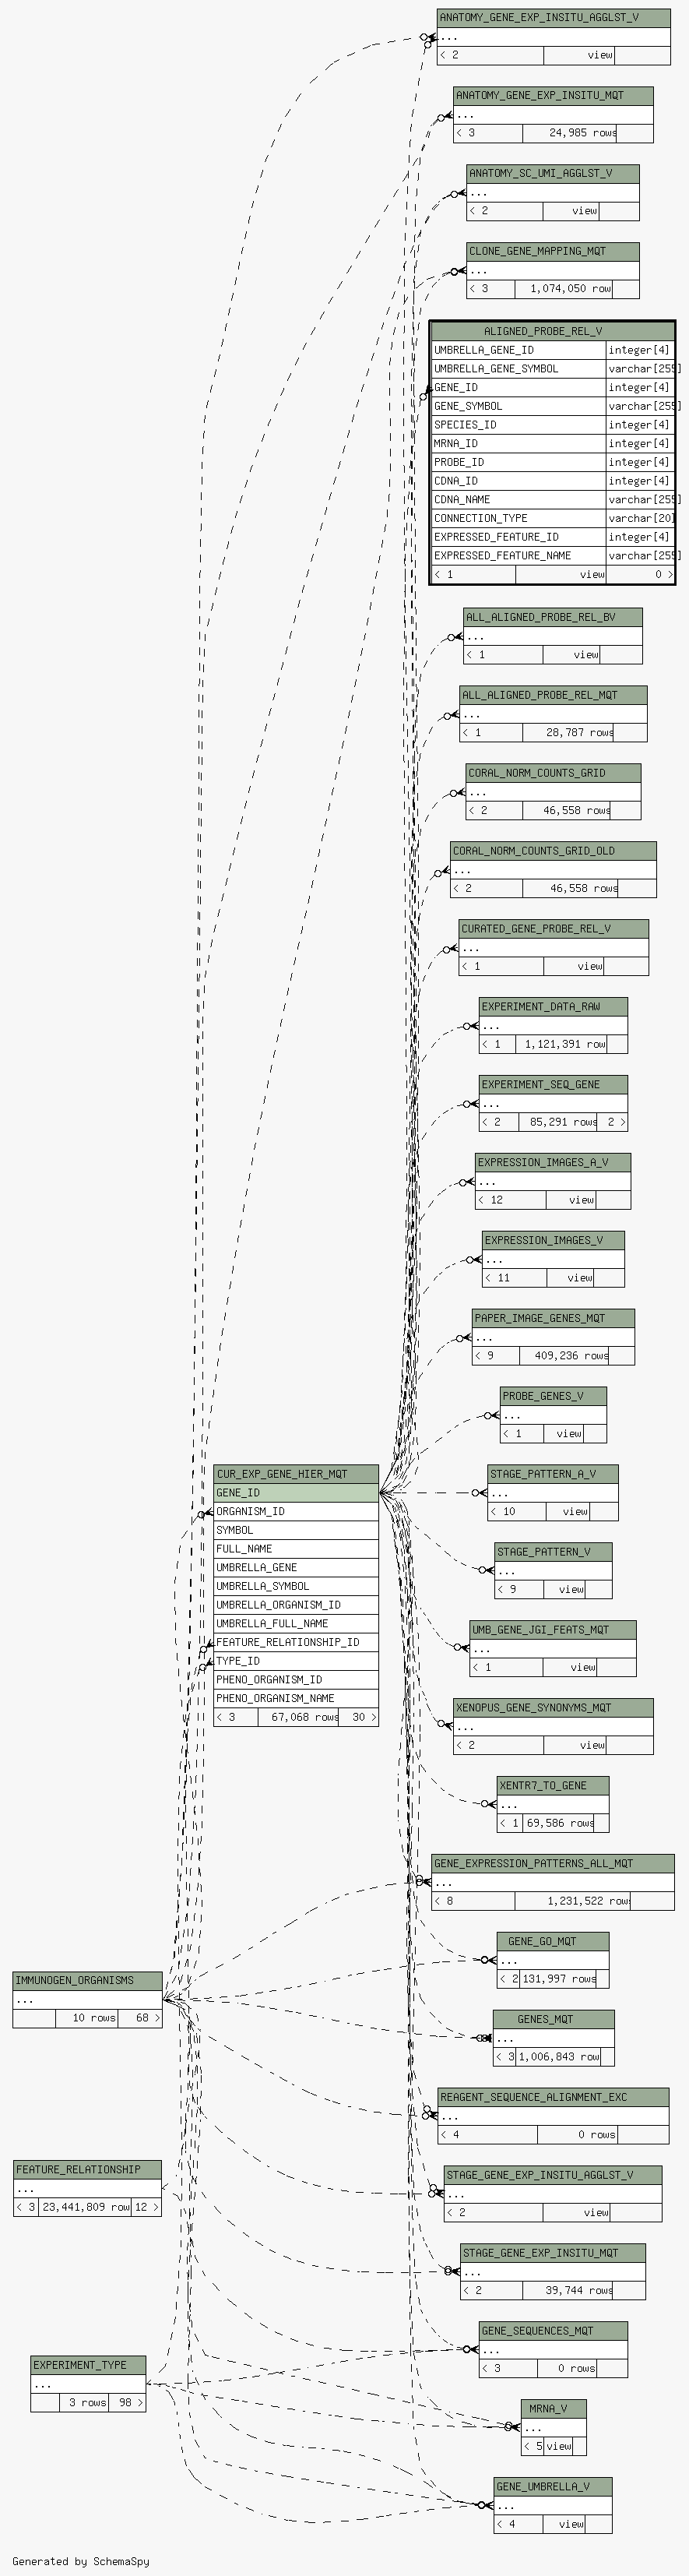 ANATOMY_GENE_EXP_INSITU_AGGLST_V
...
< 2 view
ANATOMY_GENE_EXP_INSITU_MQT
...
< 3 24,985 rows
ANATOMY_SC_UMI_AGGLST_V
...
< 2 view
CLONE_GENE_MAPPING_MQT
...
< 3 1,074,050 row
ALIGNED_PROBE_REL_V
UMBRELLA_GENE_ID integer[4]
UMBRELLA_GENE_SYMBOL varchar[255]
GENE_ID integer[4]
GENE_SYMBOL varchar[255]
SPECIES_ID integer[4]
MRNA_ID integer[4]
PROBE_ID integer[4]
CDNA_ID integer[4]
CDNA_NAME varchar[255]
CONNECTION_TYPE varchar[20]
EXPRESSED_FEATURE_ID integer[4]
EXPRESSED_FEATURE_NAME varchar[255]
< 1 view 0 >
ALL_ALIGNED_PROBE_REL_BV
...
< 1 view
ALL_ALIGNED_PROBE_REL_MQT
...
< 1 28,787 rows
CORAL_NORM_COUNTS_GRID
...
< 2 46,558 rows
CORAL_NORM_COUNTS_GRID_OLD
...
< 2 46,558 rows
CURATED_GENE_PROBE_REL_V
...
< 1 view
EXPERIMENT_DATA_RAW
...
< 1 1,121,391 row
EXPERIMENT_SEQ_GENE
...
< 2 85,291 rows 2 >
EXPRESSION_IMAGES_A_V
...
< 12 view
EXPRESSION_IMAGES_V
...
< 11 view
PAPER_IMAGE_GENES_MQT
...
< 9 409,236 rows
PROBE_GENES_V
...
< 1 view
CUR_EXP_GENE_HIER_MQT
GENE_ID
ORGANISM_ID
SYMBOL
FULL_NAME
UMBRELLA_GENE
UMBRELLA_SYMBOL
UMBRELLA_ORGANISM_ID
UMBRELLA_FULL_NAME
FEATURE_RELATIONSHIP_ID
TYPE_ID
PHENO_ORGANISM_ID
PHENO_ORGANISM_NAME
< 3 67,068 rows 30 >
STAGE_PATTERN_A_V
...
< 10 view
STAGE_PATTERN_V
...
< 9 view
UMB_GENE_JGI_FEATS_MQT
...
< 1 view
XENOPUS_GENE_SYNONYMS_MQT
...
< 2 view
XENTR7_TO_GENE
...
< 1 69,586 rows
GENE_EXPRESSION_PATTERNS_ALL_MQT
...
< 8 1,231,522 row
GENE_GO_MQT
...
< 2 131,997 rows
IMMUNOGEN_ORGANISMS
...
10 rows 68 >
GENES_MQT
...
< 3 1,006,843 row
REAGENT_SEQUENCE_ALIGNMENT_EXC
...
< 4 0 rows
FEATURE_RELATIONSHIP
...
< 3 23,441,809 row 12 >
STAGE_GENE_EXP_INSITU_AGGLST_V
...
< 2 view
STAGE_GENE_EXP_INSITU_MQT
...
< 2 39,744 rows
GENE_SEQUENCES_MQT
...
< 3 0 rows
EXPERIMENT_TYPE
...
3 rows 98 >
MRNA_V
...
< 5 view
GENE_UMBRELLA_V
...
< 4 view
Generated by SchemaSpy